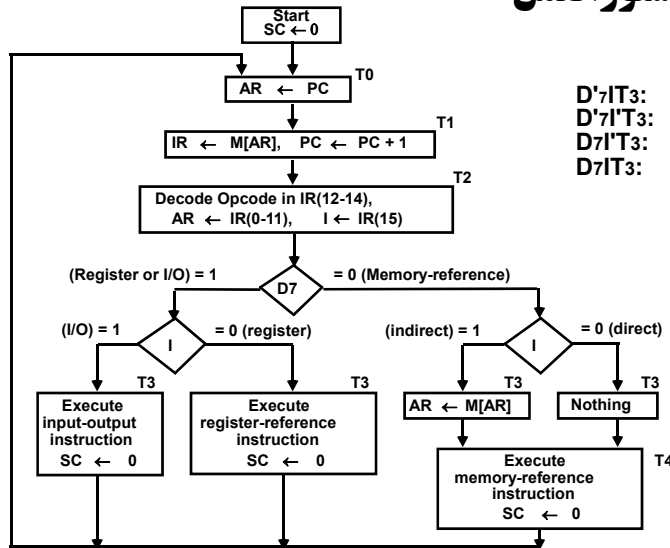 Start
SC ← 0
T0
AR ← PC
T1
IR ← M[AR], PC ← PC + 1
T2
Decode Opcode in IR(12-14),
AR ← IR(0-11), I ← IR(15)
D'7IT3:
D'7I'T3:
D7I'T3:
D7IT3:
(Register or I/O) = 1
D7
= 0 (Memory-reference)
(I/O) = 1
I
= 0 (register)
(indirect) = 1
I
= 0 (direct)
T3
Execute
input-output
instruction
SC ← 0
T3
Execute
register-reference
instruction
SC ← 0
T3
AR ← M[AR]
T3
Nothing
T4
Execute
memory-reference
instruction
SC ← 0